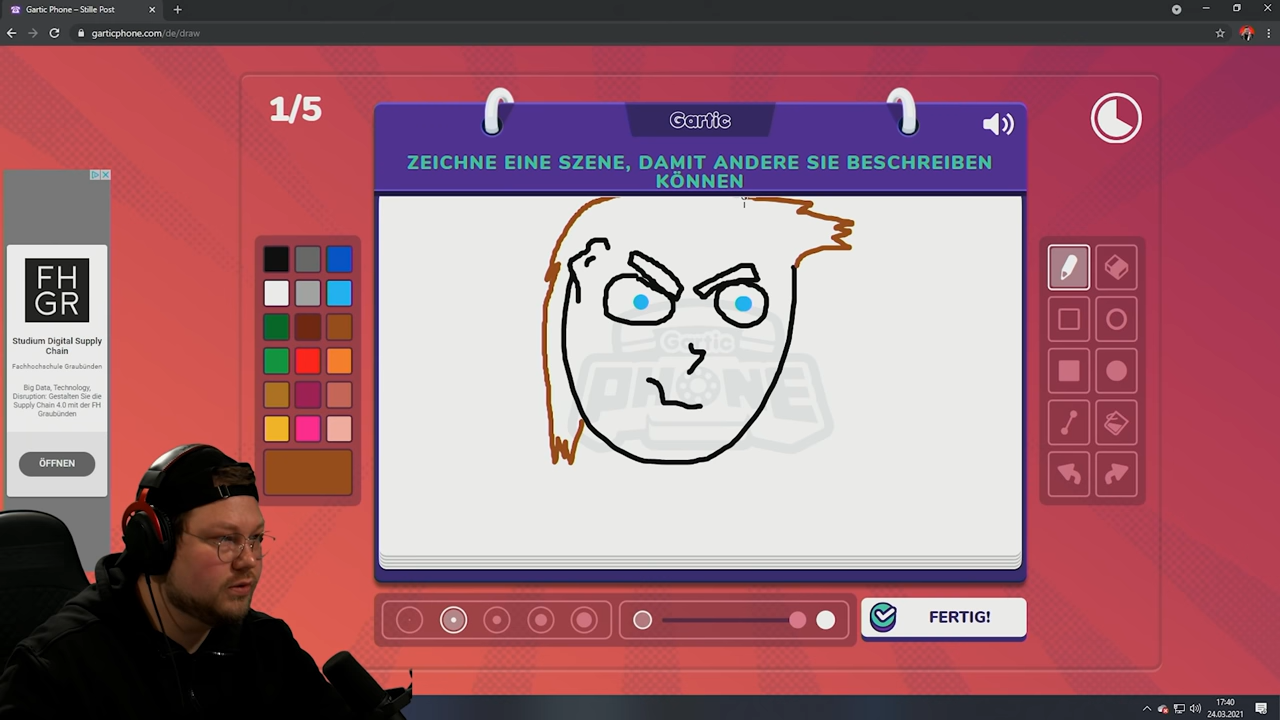 Gartic Phone – Stille Post
garticphone.com/de/draw
1/5
Gartic
ZEICHNE EINE SZENE, DAMIT ANDERE SIE BESCHREIBEN
KÖNNEN
FH
GR
Studium Digital Supply
Chain
Fachhochschule Graubünden
Big Data, Technology,
Disruption: Gestalten Sie die
Supply Chain 4.0 mit der FH
Graubünden
ÖFFNEN
Gartic
PHONE
FERTIG!
17:40
24.03.2021